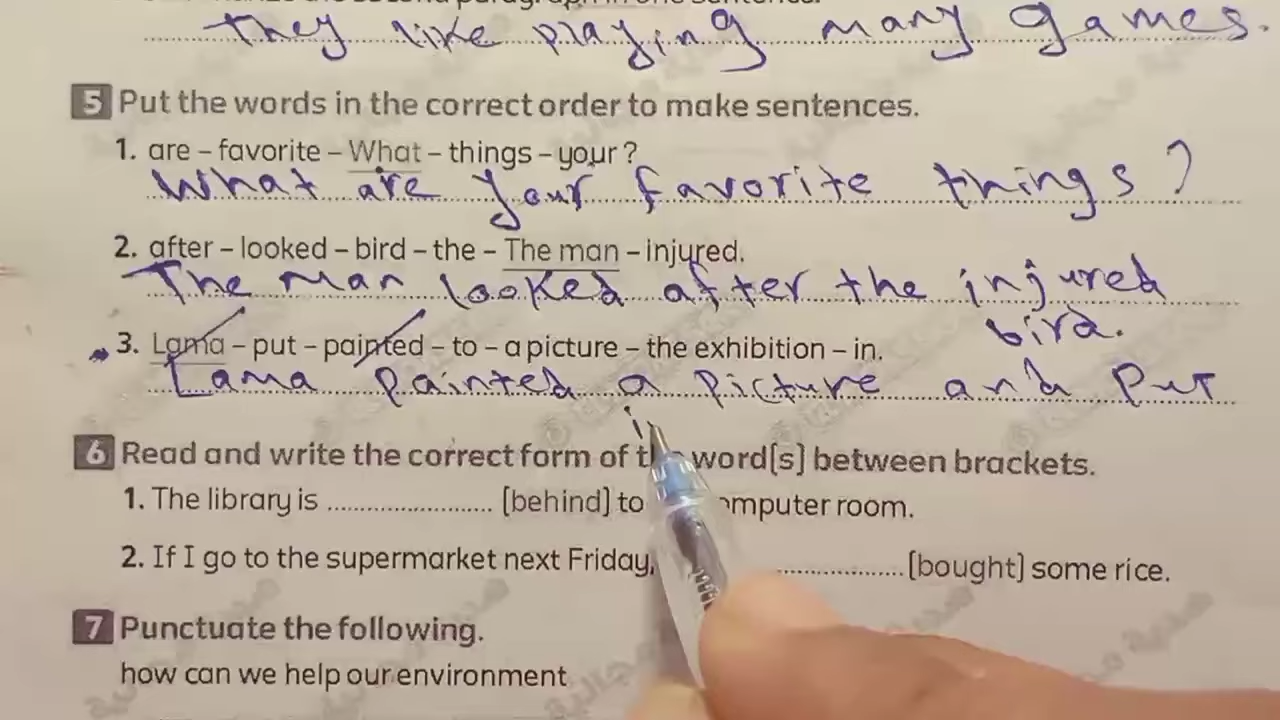 They like playing many games.
5 Put the words in the correct order to make sentences.
1. are – favorite – What – things – your ?
What are your favorite things?
2. after – looked – bird – the – The man – injured.
The man looked after the injured
bird.
3. Lama – put – painted – to – a picture – the exhibition – in.
Lama painted a picture and put
6 Read and write the correct form of the word[s] between brackets.
1. The library is ........................ [behind] to computer room.
2. If I go to the supermarket next Friday, .................... [bought] some rice.
7 Punctuate the following.
how can we help our environment